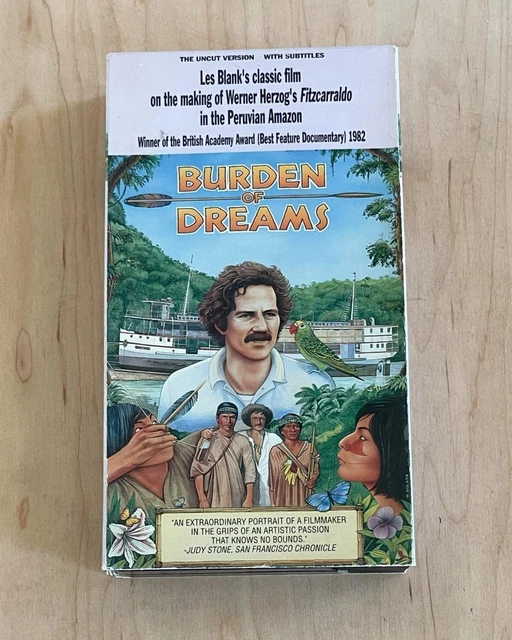 THE UNCUT VERSION WITH SUBTITLES
Les Blank's classic film
on the making of Werner Herzog's Fitzcarraldo
in the Peruvian Amazon
Winner of the British Academy Award (Best Feature Documentary) 1982
BURDEN
OF
DREAMS
"AN EXTRAORDINARY PORTRAIT OF A FILMMAKER
IN THE GRIPS OF AN ARTISTIC PASSION
THAT KNOWS NO BOUNDS."
-JUDY STONE, SAN FRANCISCO CHRONICLE